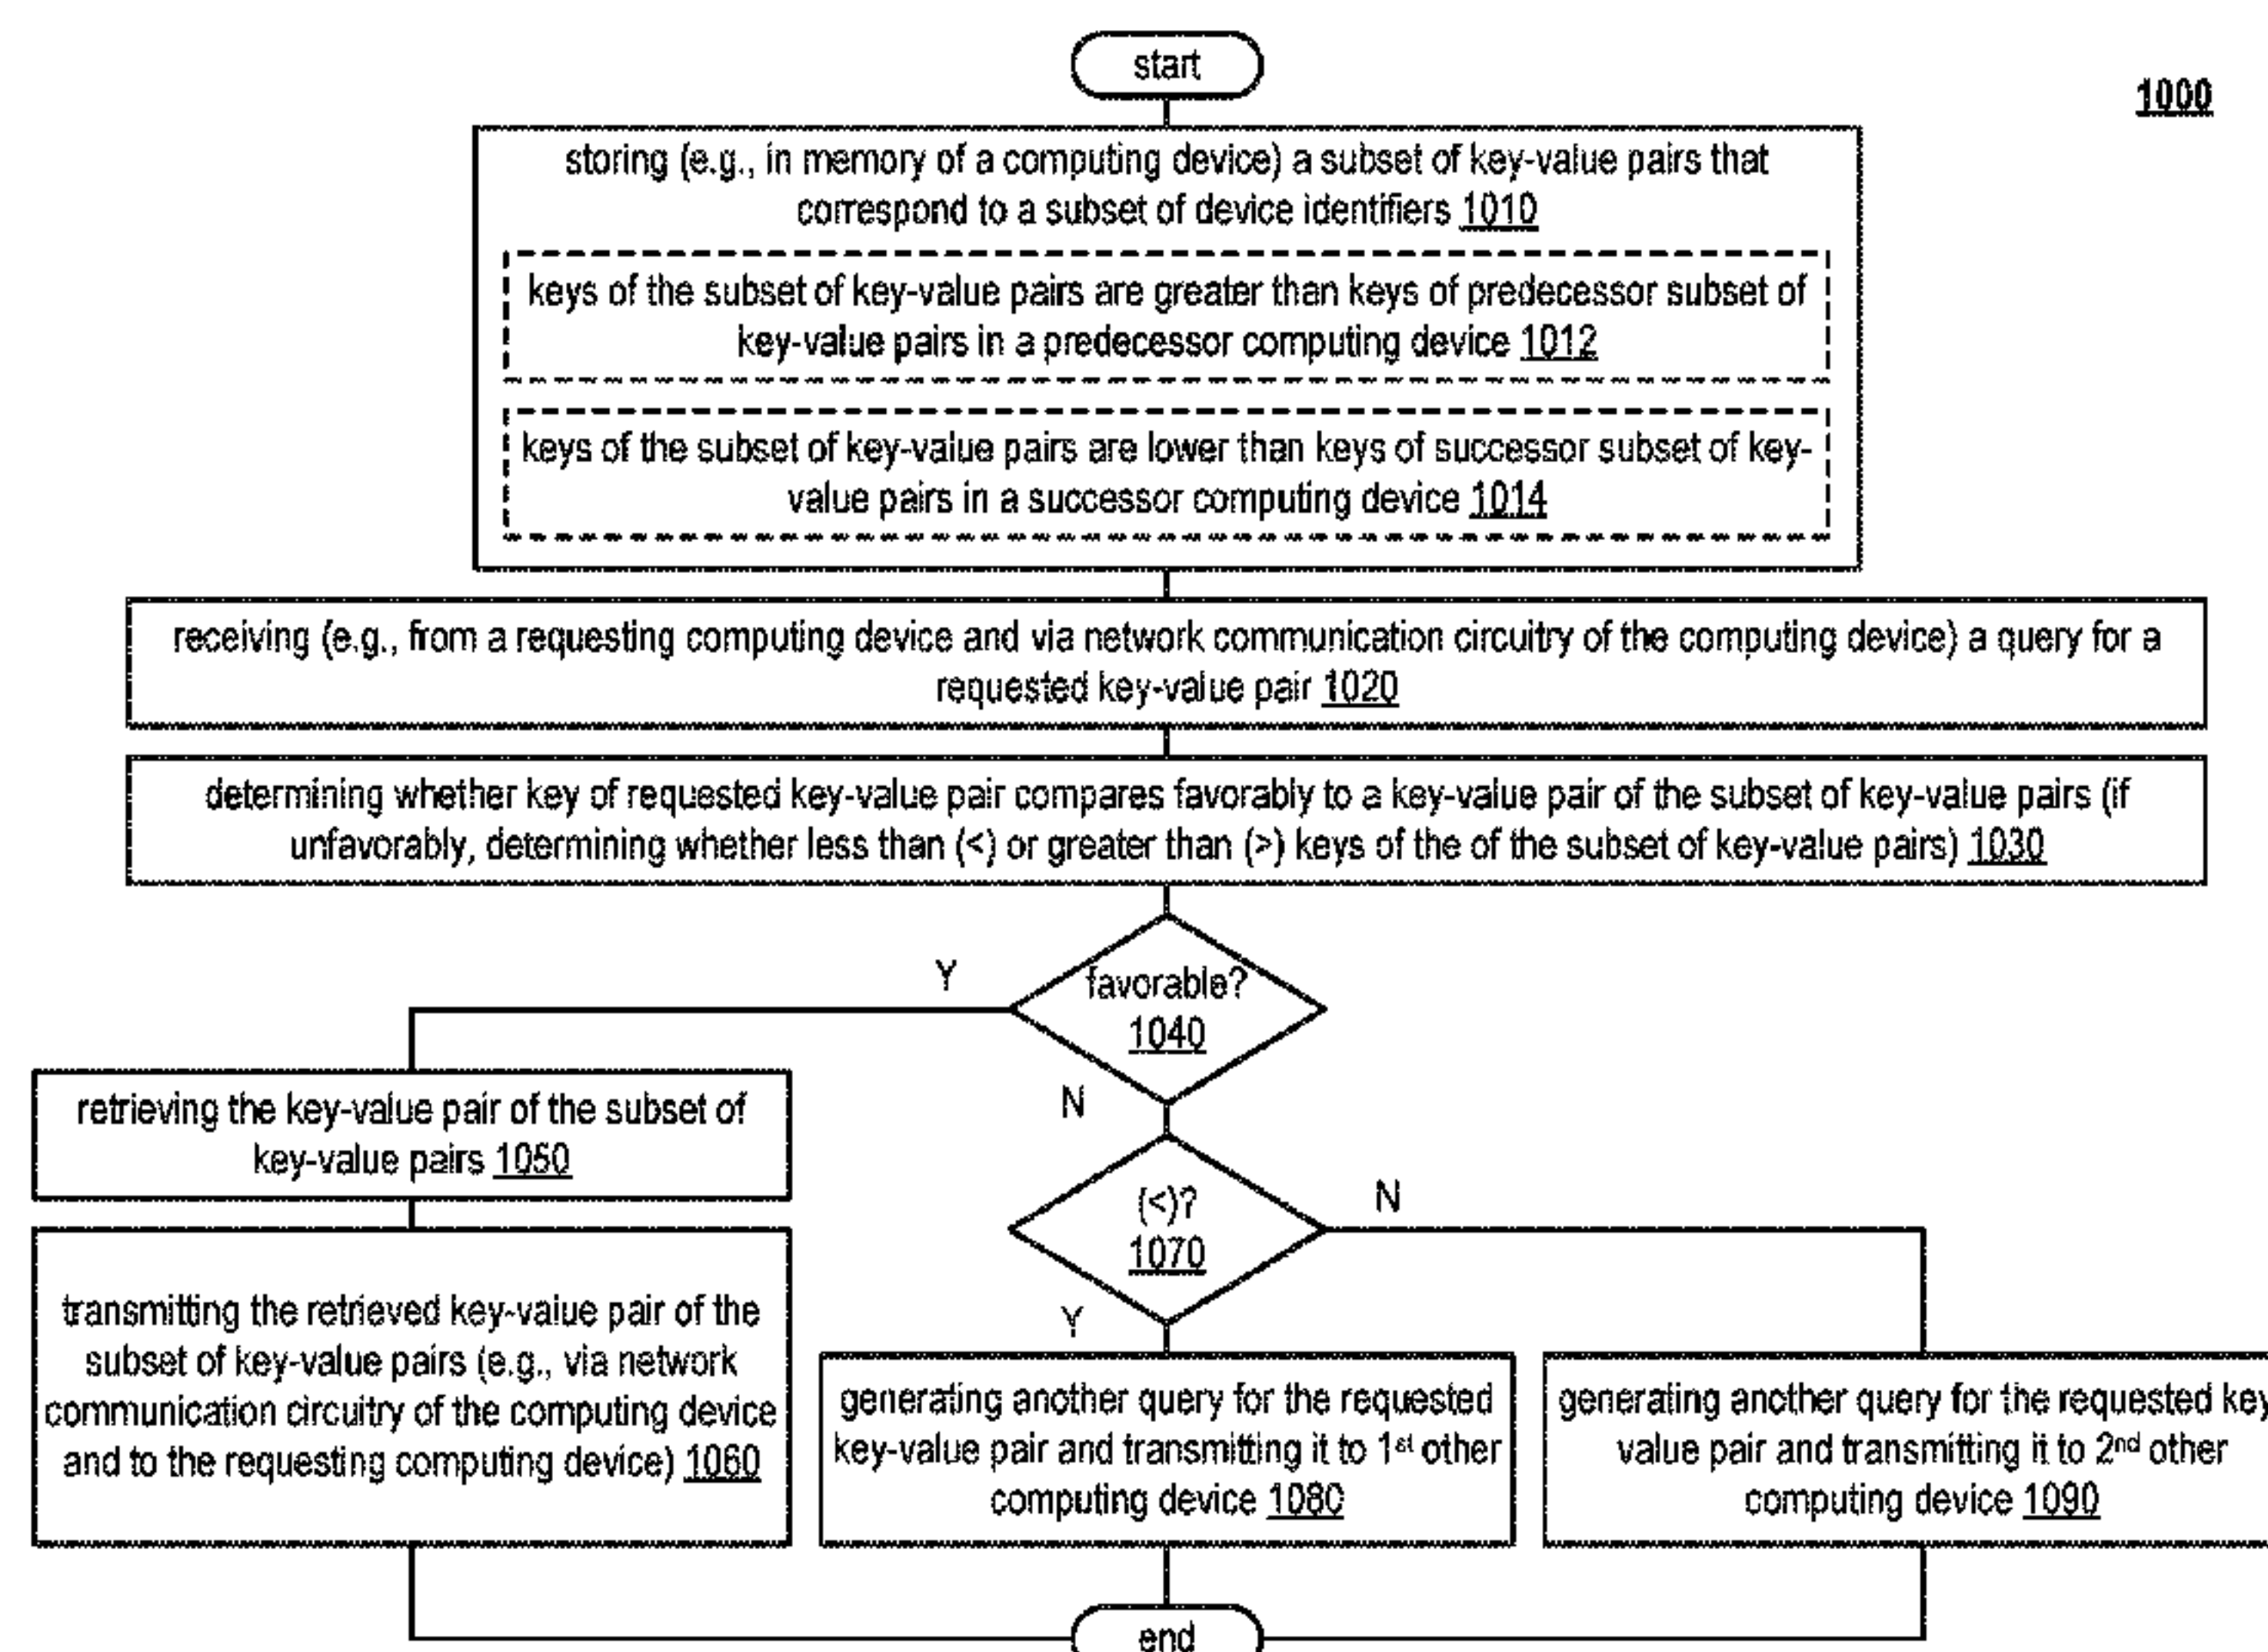 start
1000
storing (e.g., in memory of a computing device) a subset of key-value pairs that
correspond to a subset of device identifiers 1010
keys of the subset of key-value pairs are greater than keys of predecessor subset of
key-value pairs in a predecessor computing device 1012
keys of the subset of key-value pairs are lower than keys of successor subset of key-
value pairs in a successor computing device 1014
receiving (e.g., from a requesting computing device and via network communication circuitry of the computing device) a query for a
requested key-value pair 1020
determining whether key of requested key-value pair compares favorably to a key-value pair of the subset of key-value pairs (if
unfavorably, determining whether less than (<) or greater than (>) keys of the of the subset of key-value pairs) 1030
favorable?
1040
Y
N
retrieving the key-value pair of the subset of
key-value pairs 1050
transmitting the retrieved key-value pair of the
subset of key-value pairs (e.g., via network
communication circuitry of the computing device
and to the requesting computing device) 1060
(<)?
1070
N
Y
generating another query for the requested
key-value pair and transmitting it to 1st other
computing device 1080
generating another query for the requested key
value pair and transmitting it to 2nd other
computing device 1090
end